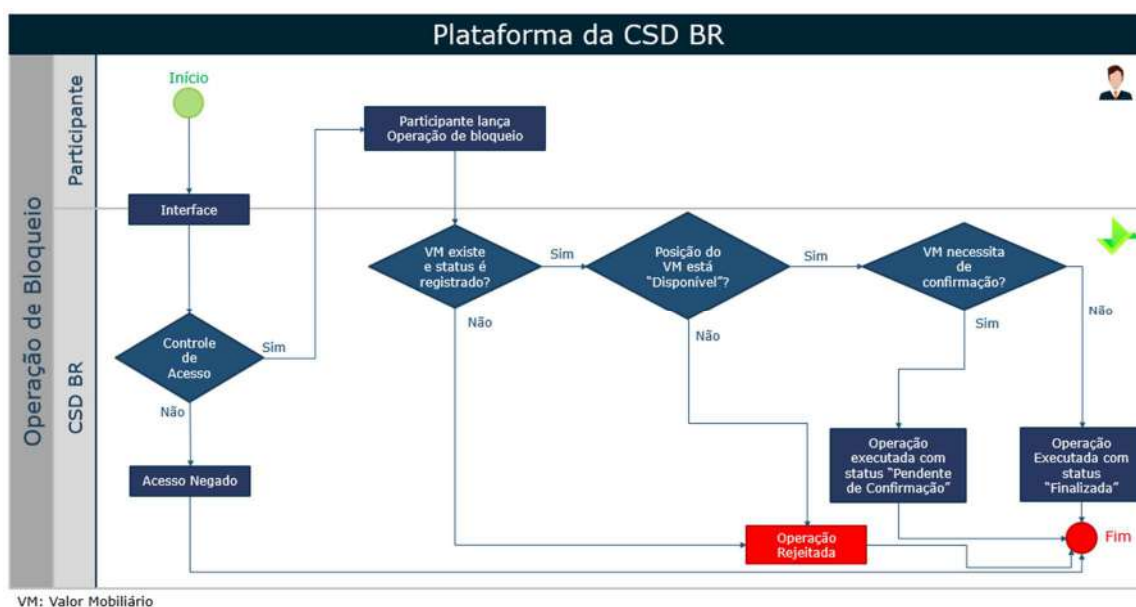 Plataforma da CSD BR
Operação de Bloqueio
Participante
CSD BR
Início
Interface
Controle
de
Acesso
Sim
Não
Acesso Negado
Participante lança
Operação de bloqueio
VM existe
e status é
registrado?
Sim
Não
Posição do
VM está
"Disponível"?
Sim
Não
VM necessita
de
confirmação?
Sim
Não
Operação
executada com
status "Pendente
de Confirmação"
Operação
Executada com
status
"Finalizada"
Operação
Rejeitada
Fim
VM: Valor Mobiliário